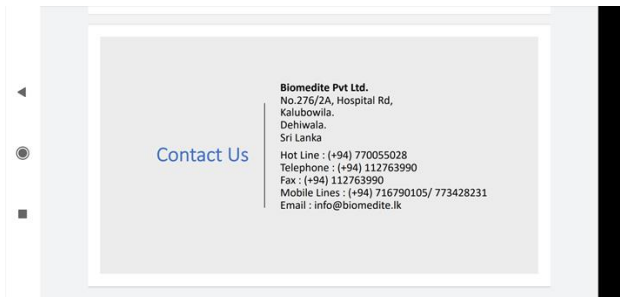 Contact Us
Biomedite Pvt Ltd.
No.276/2A, Hospital Rd,
Kalubowila.
Dehiwala.
Sri Lanka
Hot Line : (+94) 770055028
Telephone : (+94) 112763990
Fax : (+94) 112763990
Mobile Lines : (+94) 716790105/ 773428231
Email : info@biomedite.lk